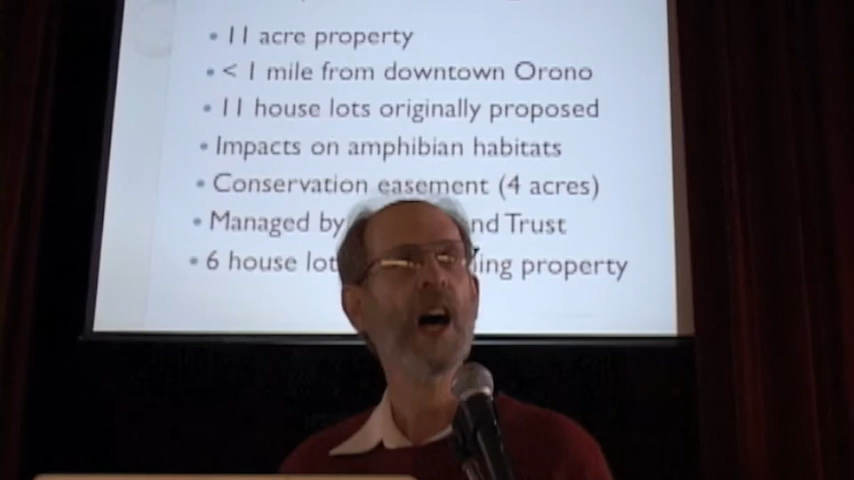 • 11 acre property
• < 1 mile from downtown Orono
• 11 house lots originally proposed
• Impacts on amphibian habitats
• Conservation easement (4 acres)
• Managed by nd Trust
• 6 house lot ing property